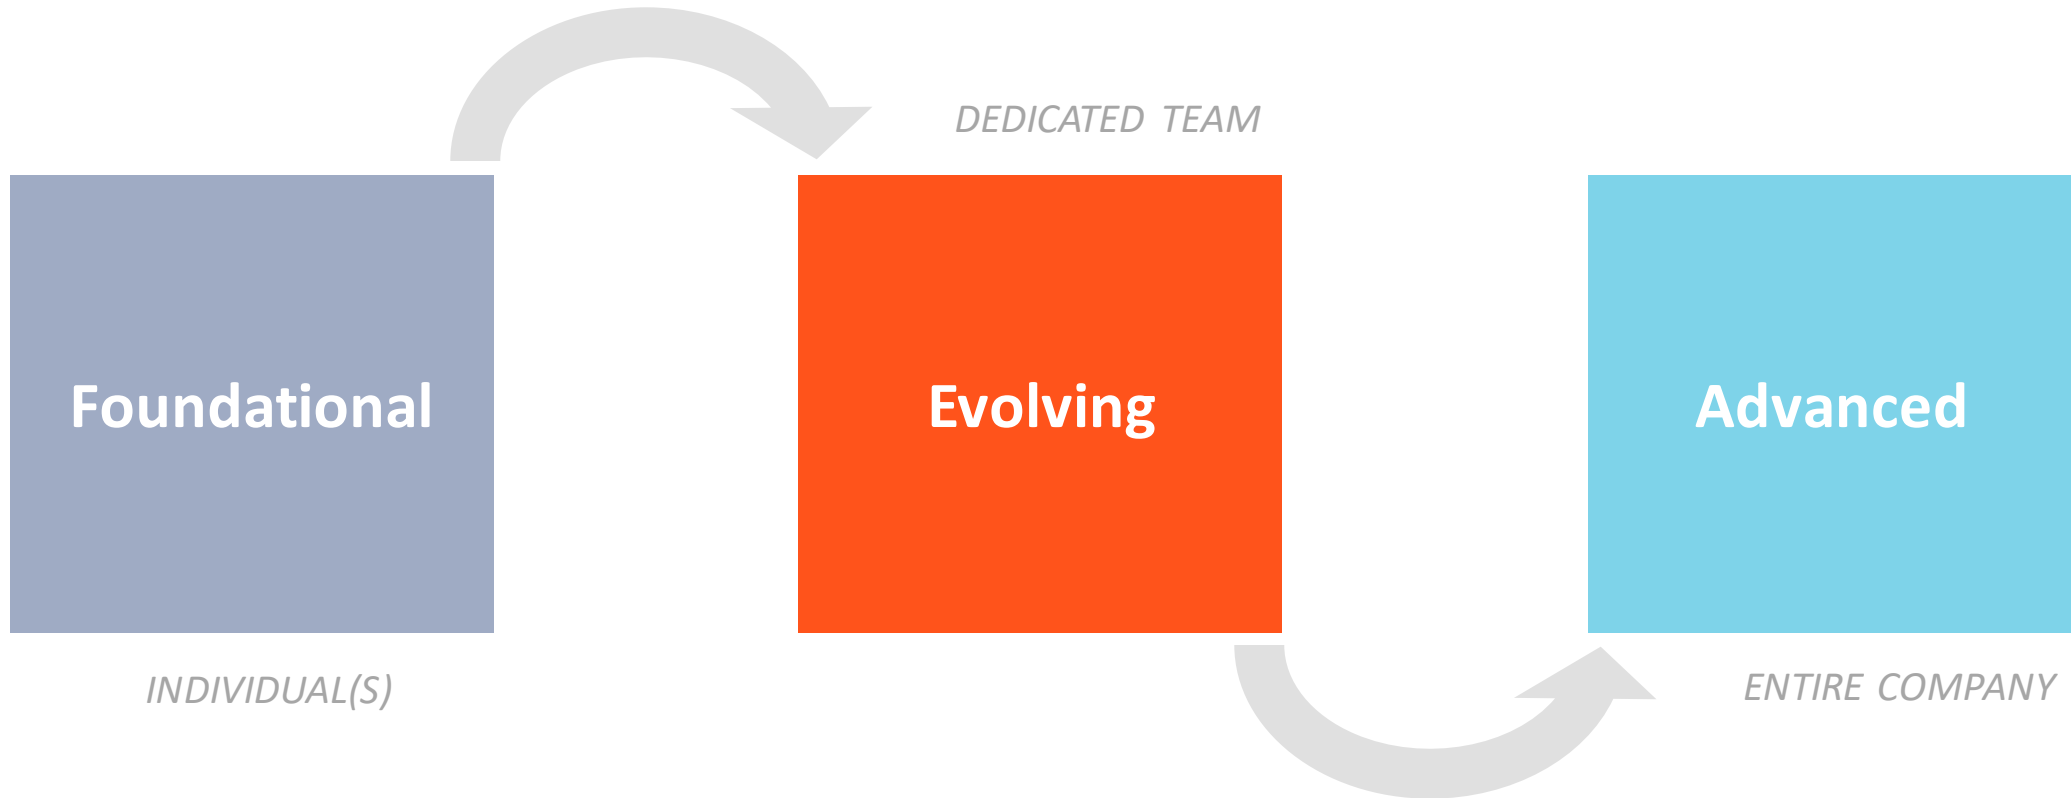 DEDICATED TEAM
Foundational
Evolving
Advanced
INDIVIDUAL(S)
ENTIRE COMPANY